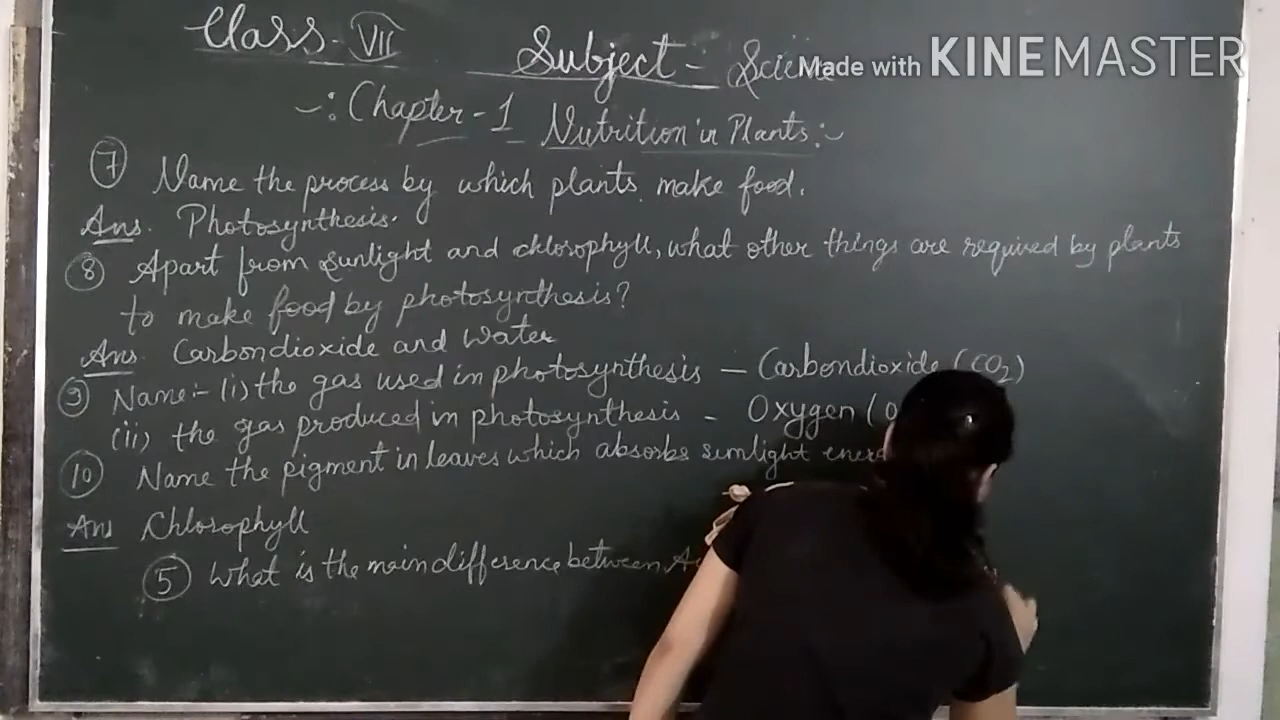 Class - VII
Subject - Science
Made with KINEMASTER
-: Chapter - 1 Nutrition in Plants :-
7 Name the process by which plants make food.
Ans. Photosynthesis.
8 Apart from sunlight and chlorophyll, what other things are required by plants
to make food by photosynthesis?
Ans. Carbondioxide and Water
9 Name:- (i) the gas used in photosynthesis - Carbondioxide (CO2)
(ii) the gas produced in photosynthesis - Oxygen (O
10 Name the pigment in leaves which absorbs sunlight
Ans Chlorophyll
5 What is the main difference between